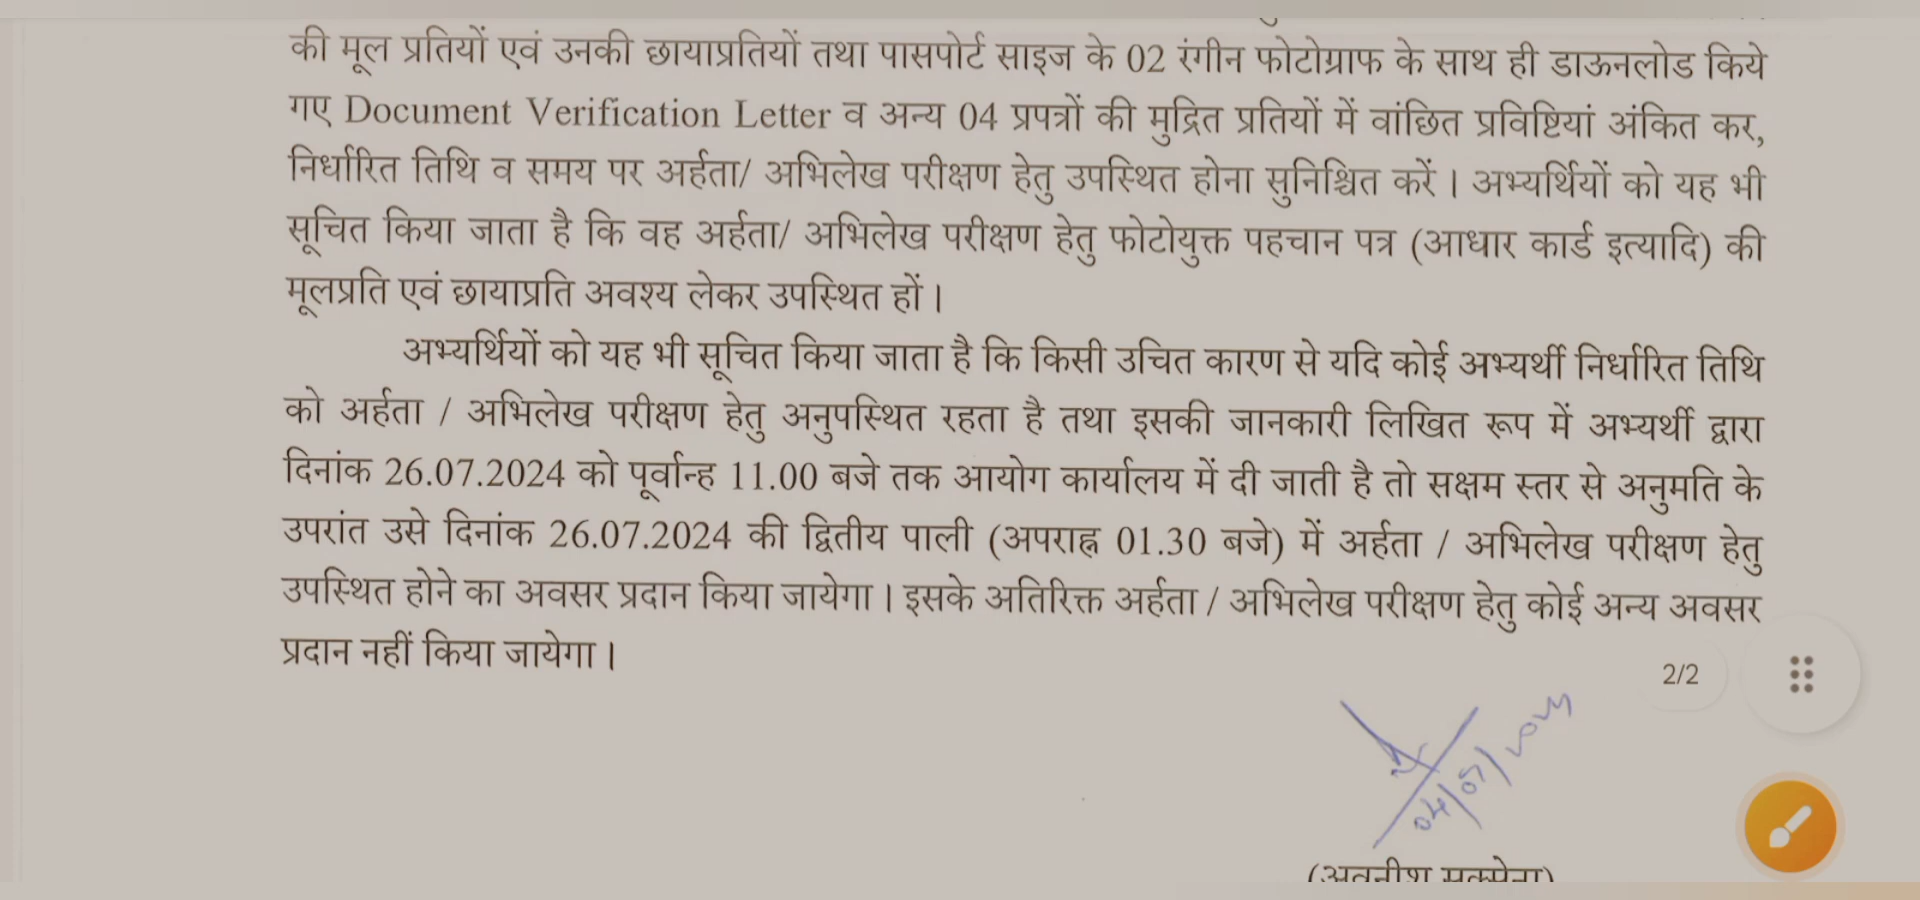 की मूल प्रतियों एवं उनकी छायाप्रतियों तथा पासपोर्ट साइज के 02 रंगीन फोटोग्राफ के साथ ही डाऊनलोड किये
गए Document Verification Letter व अन्य 04 प्रपत्रों की मुद्रित प्रतियों में वांछित प्रविष्टियां अंकित कर,
निर्धारित तिथि व समय पर अर्हता/ अभिलेख परीक्षण हेतु उपस्थित होना सुनिश्चित करें। अभ्यर्थियों को यह भी
सूचित किया जाता है कि वह अर्हता/ अभिलेख परीक्षण हेतु फोटोयुक्त पहचान पत्र (आधार कार्ड इत्यादि) की
मूलप्रति एवं छायाप्रति अवश्य लेकर उपस्थित हों।
अभ्यर्थियों को यह भी सूचित किया जाता है कि किसी उचित कारण से यदि कोई अभ्यर्थी निर्धारित तिथि
को अर्हता / अभिलेख परीक्षण हेतु अनुपस्थित रहता है तथा इसकी जानकारी लिखित रूप में अभ्यर्थी द्वारा
दिनांक 26.07.2024 को पूर्वान्ह 11.00 बजे तक आयोग कार्यालय में दी जाती है तो सक्षम स्तर से अनुमति के
उपरांत उसे दिनांक 26.07.2024 की द्वितीय पाली (अपराह्न 01.30 बजे) में अर्हता / अभिलेख परीक्षण हेतु
उपस्थित होने का अवसर प्रदान किया जायेगा। इसके अतिरिक्त अर्हता / अभिलेख परीक्षण हेतु कोई अन्य अवसर
प्रदान नहीं किया जायेगा।
2/2
04/07/2024
(अवनीश सक्सेना)